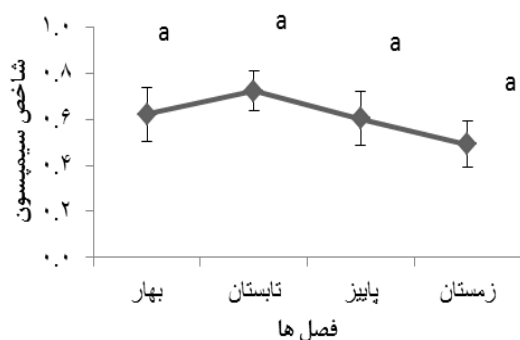 a
a
a
a
شاخص سیمپسون
۱.۰
۰.۸
۰.۶
۰.۴
۰.۲
۰.۰
بهار
تابستان
پاییز
زمستان
فصل ها